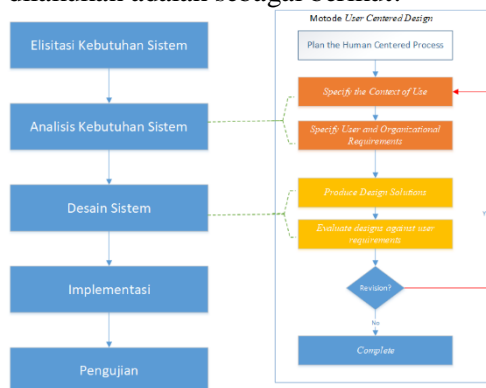 dilakukan adalah sebagai berikut:
Elisitasi Kebutuhan Sistem
Analisis Kebutuhan Sistem
Desain Sistem
Implementasi
Pengujian
Motode User Centered Design
Plan the Human Centered Process
Specify the Context of Use
Specify User and Organizational
Requirements
Produce Design Solutions
Evaluate designs against user
requirements
Revision?
No
Complete